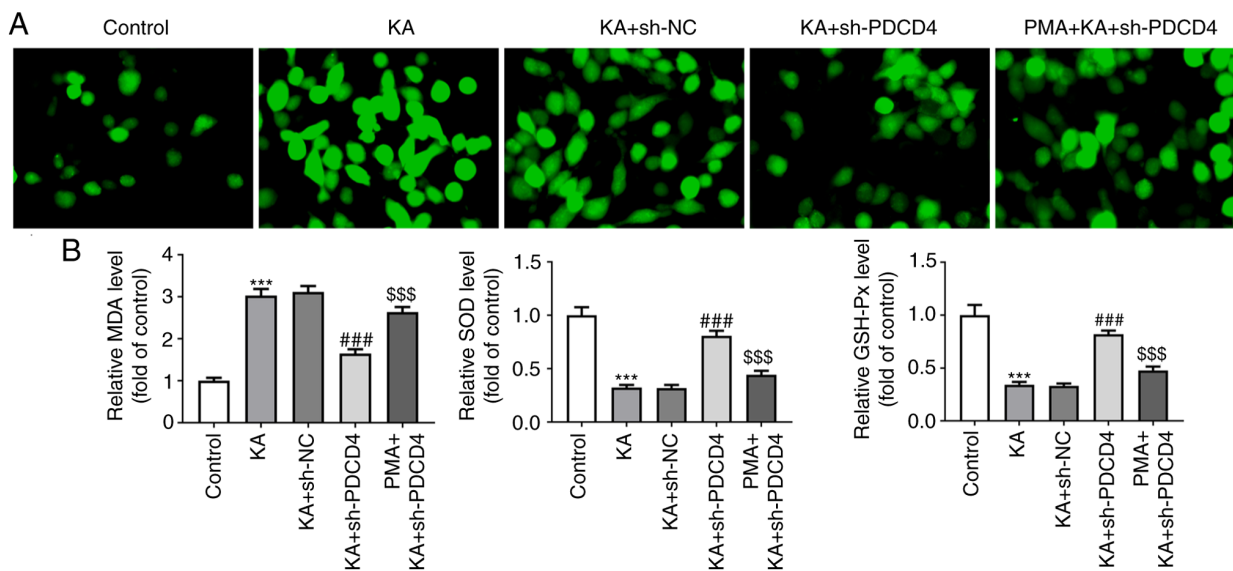 A
Control
KA
KA+sh-NC
KA+sh-PDCD4
PMA+KA+sh-PDCD4
B
Relative MDA level
(fold of control)
4
3
2
1
0
***
###
$$$
Control
KA
KA+sh-NC
KA+sh-PDCD4
PMA+
KA+sh-PDCD4
Relative SOD level
(fold of control)
1.5
1.0
0.5
0.0
***
###
$$$
Control
KA
KA+sh-NC
KA+sh-PDCD4
PMA+
KA+sh-PDCD4
Relative GSH-Px level
(fold of control)
1.5
1.0
0.5
0.0
***
###
$$$
Control
KA
KA+sh-NC
KA+sh-PDCD4
PMA+
KA+sh-PDCD4